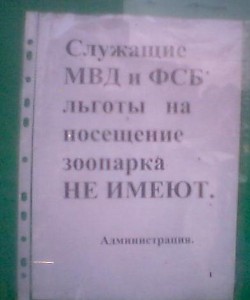 Служащие
МВД и ФСБ
льготы на
посещение
зоопарка
НЕ ИМЕЮТ.
Администрация.